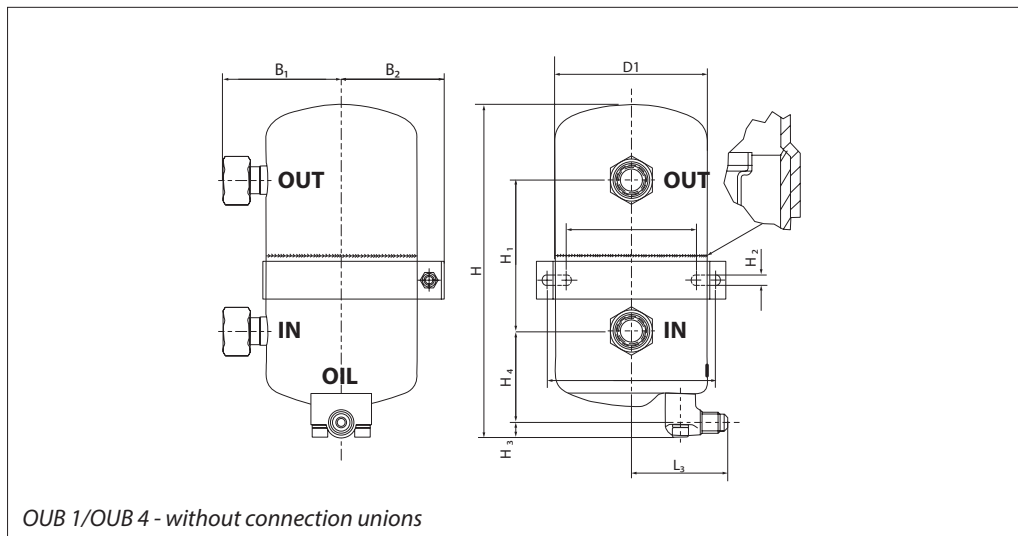 B₁
B₂
OUT
IN
OIL
D1
OUT
IN
H
H₁
H₂
H₄
H₃
L₃
OUB 1/OUB 4 - without connection unions